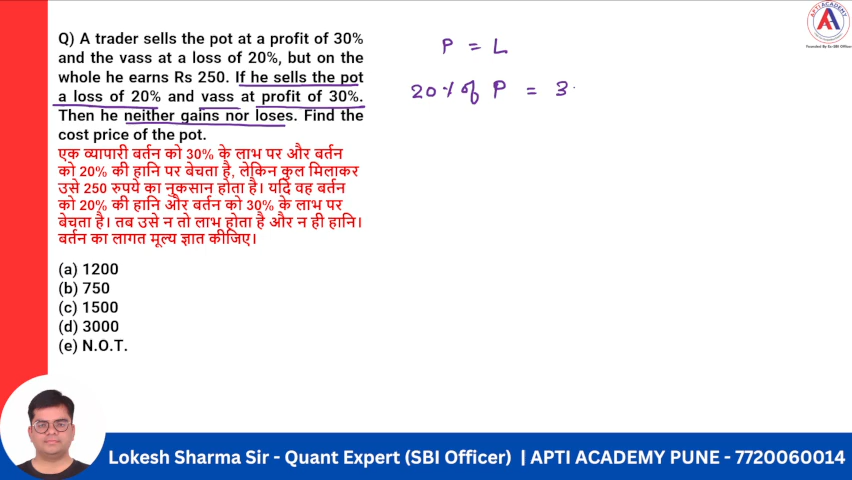 Q) A trader sells the pot at a profit of 30%
and the vass at a loss of 20%, but on the
whole he earns Rs 250. If he sells the pot
a loss of 20% and vass at profit of 30%.
Then he neither gains nor loses. Find the
cost price of the pot.
एक व्यापारी बर्तन को 30% के लाभ पर और बर्तन
को 20% की हानि पर बेचता है, लेकिन कुल मिलाकर
उसे 250 रुपये का नुकसान होता है। यदि वह बर्तन
को 20% की हानि और बर्तन को 30% के लाभ पर
बेचता है। तब उसे न तो लाभ होता है और न ही हानि।
बर्तन का लागत मूल्य ज्ञात कीजिए।
(a) 1200
(b) 750
(c) 1500
(d) 3000
(e) N.O.T.
P = L
20% of P = 3
APTI ACADEMY
Founded By Ex-SBI Officer
Lokesh Sharma Sir - Quant Expert (SBI Officer) | APTI ACADEMY PUNE - 7720060014